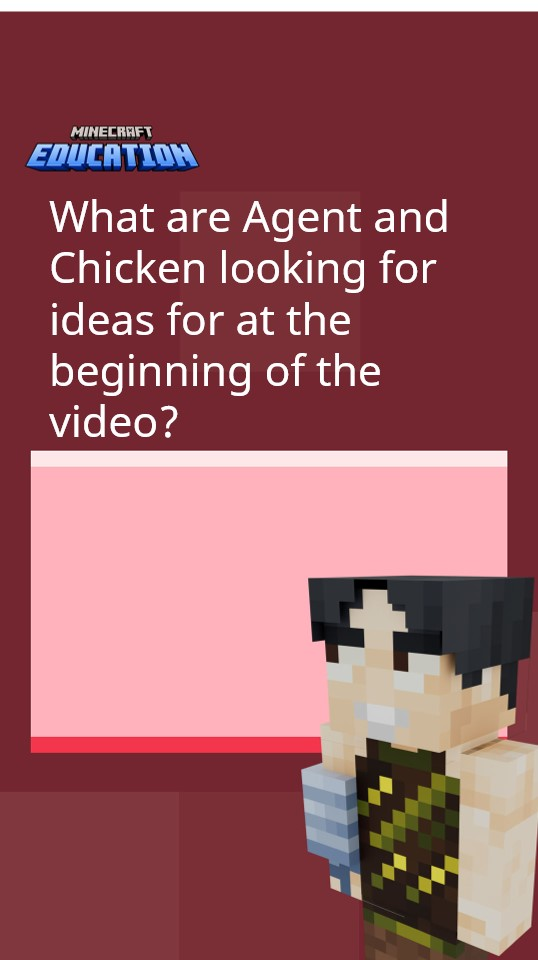 MINECRAFT
EDUCATION
What are Agent and
Chicken looking for
ideas for at the
beginning of the
video?